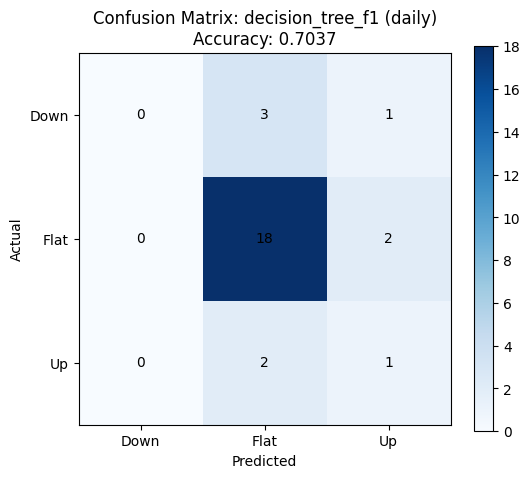 Confusion Matrix: decision_tree_f1 (daily)
Accuracy: 0.7037
Actual
Down
0
3
1
Flat
0
18
2
Up
0
2
1
Down
Flat
Up
Predicted
18
16
14
12
10
8
6
4
2
0